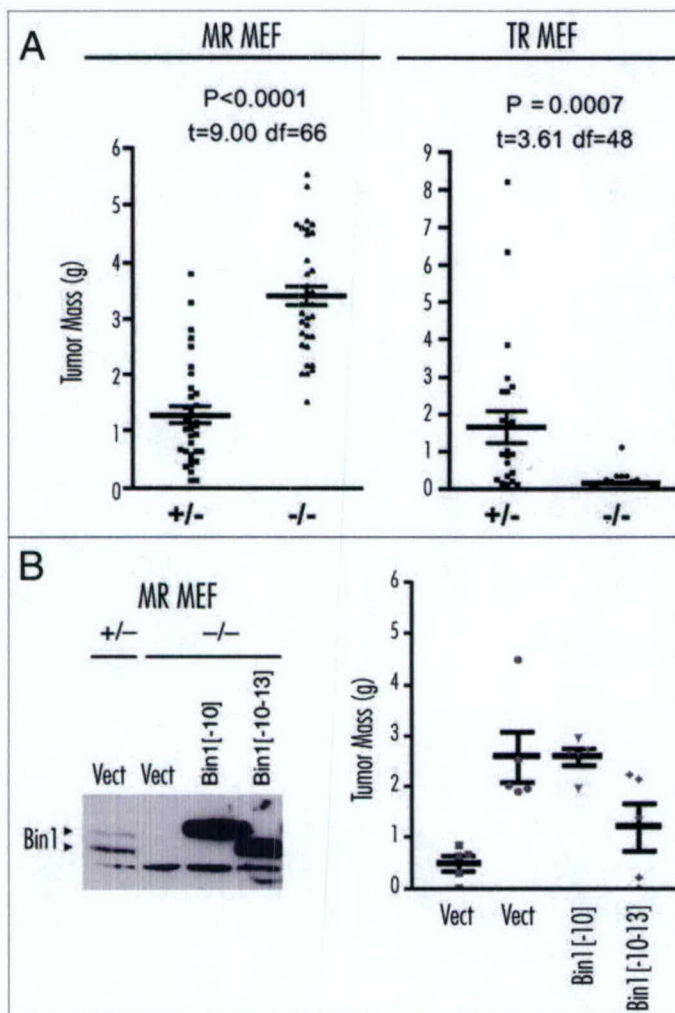 A
MR MEF
TR MEF
P<0.0001
t=9.00 df=66
P = 0.0007
t=3.61 df=48
Tumor Mass (g)
6
5
4
3
2
1
0
9
8
7
6
5
4
3
2
1
0
+/-
-/-
+/-
-/-
B
MR MEF
+/–
–/–
Vect
Vect
Bin1[-10]
Bin1[-10-13]
Bin1
Tumor Mass (g)
6
5
4
3
2
1
0
Vect
Vect
Bin1[-10]
Bin1[-10-13]